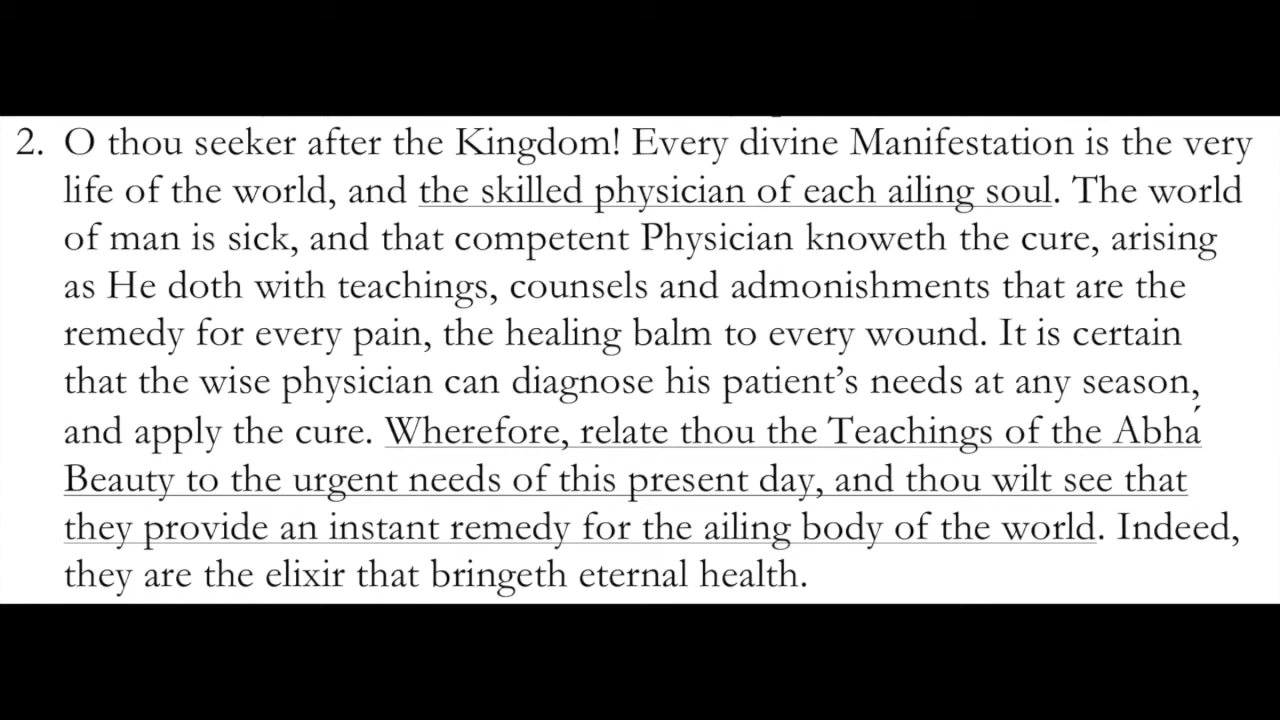 2. O thou seeker after the Kingdom! Every divine Manifestation is the very
life of the world, and the skilled physician of each ailing soul. The world
of man is sick, and that competent Physician knoweth the cure, arising
as He doth with teachings, counsels and admonishments that are the
remedy for every pain, the healing balm to every wound. It is certain
that the wise physician can diagnose his patient’s needs at any season,
and apply the cure. Wherefore, relate thou the Teachings of the Abhá
Beauty to the urgent needs of this present day, and thou wilt see that
they provide an instant remedy for the ailing body of the world. Indeed,
they are the elixir that bringeth eternal health.